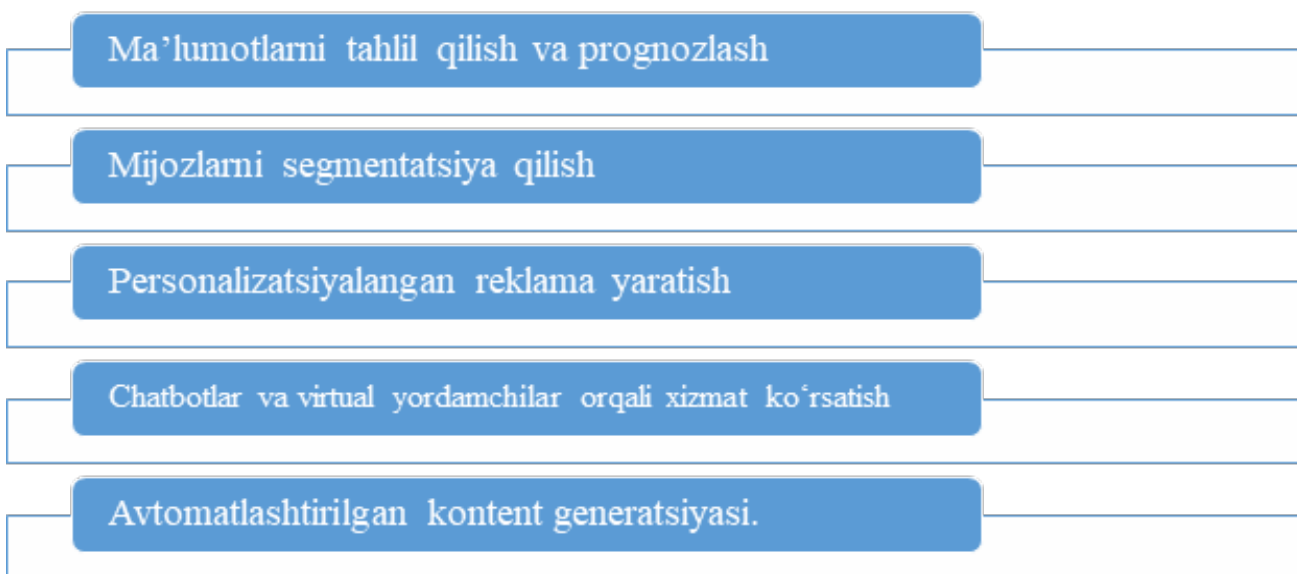 Ma’lumotlarni tahlil qilish va prognozlash
Mijozlarni segmentatsiya qilish
Personalizatsiyalangan reklama yaratish
Chatbotlar va virtual yordamchilar orqali xizmat ko‘rsatish
Avtomatlashtirilgan kontent generatsiyasi.